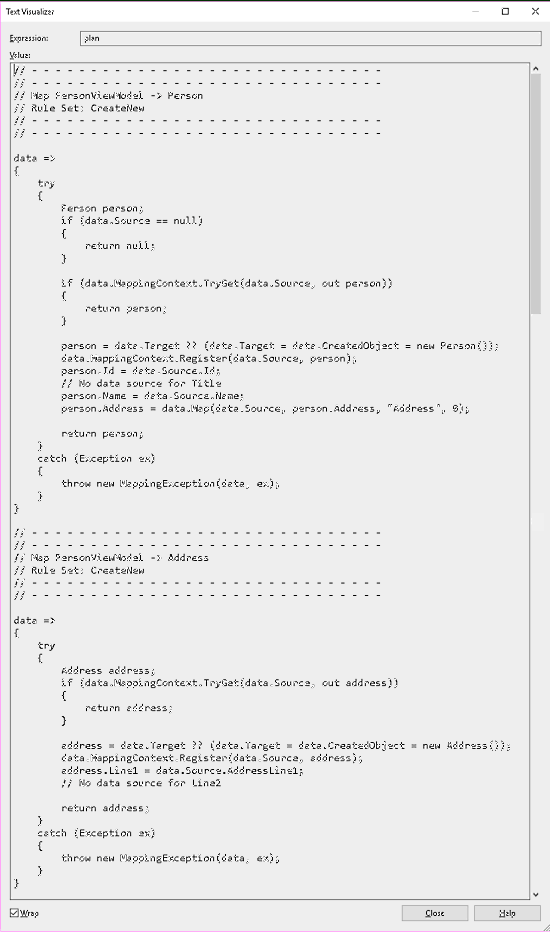 Text Visualizer
Expression: plan
Value:
// - - - - - - - - - - - - - - - - - - - - - - - - - - - - -
// - - - - - - - - - - - - - - - - - - - - - - - - - - - - -
// Map PersonViewModel -> Person
// Rule Set: CreateNew
// - - - - - - - - - - - - - - - - - - - - - - - - - - - - -
// - - - - - - - - - - - - - - - - - - - - - - - - - - - - -
data =>
{
    try
    {
        Person person;
        if (data.Source == null)
        {
            return null;
        }
        if (data.MappingContext.TryGet(data.Source, out person))
        {
            return person;
        }
        person = data.Target ?? (data.Target = data.CreatedObject = new Person());
        data.MappingContext.Register(data.Source, person);
        person.Id = data.Source.Id;
        // No data source for Title
        person.Name = data.Source.Name;
        person.Address = data.Map(data.Source, person.Address, "Address", 0);
        return person;
    }
    catch (Exception ex)
    {
        throw new MappingException(data, ex);
    }
}
// - - - - - - - - - - - - - - - - - - - - - - - - - - - - -
// - - - - - - - - - - - - - - - - - - - - - - - - - - - - -
// Map PersonViewModel -> Address
// Rule Set: CreateNew
// - - - - - - - - - - - - - - - - - - - - - - - - - - - - -
// - - - - - - - - - - - - - - - - - - - - - - - - - - - - -
data =>
{
    try
    {
        Address address;
        if (data.MappingContext.TryGet(data.Source, out address))
        {
            return address;
        }
        address = data.Target ?? (data.Target = data.CreatedObject = new Address());
        data.MappingContext.Register(data.Source, address);
        address.Line1 = data.Source.AddressLine1;
        // No data source for Line2
        return address;
    }
    catch (Exception ex)
    {
        throw new MappingException(data, ex);
    }
}
Wrap
Close Help